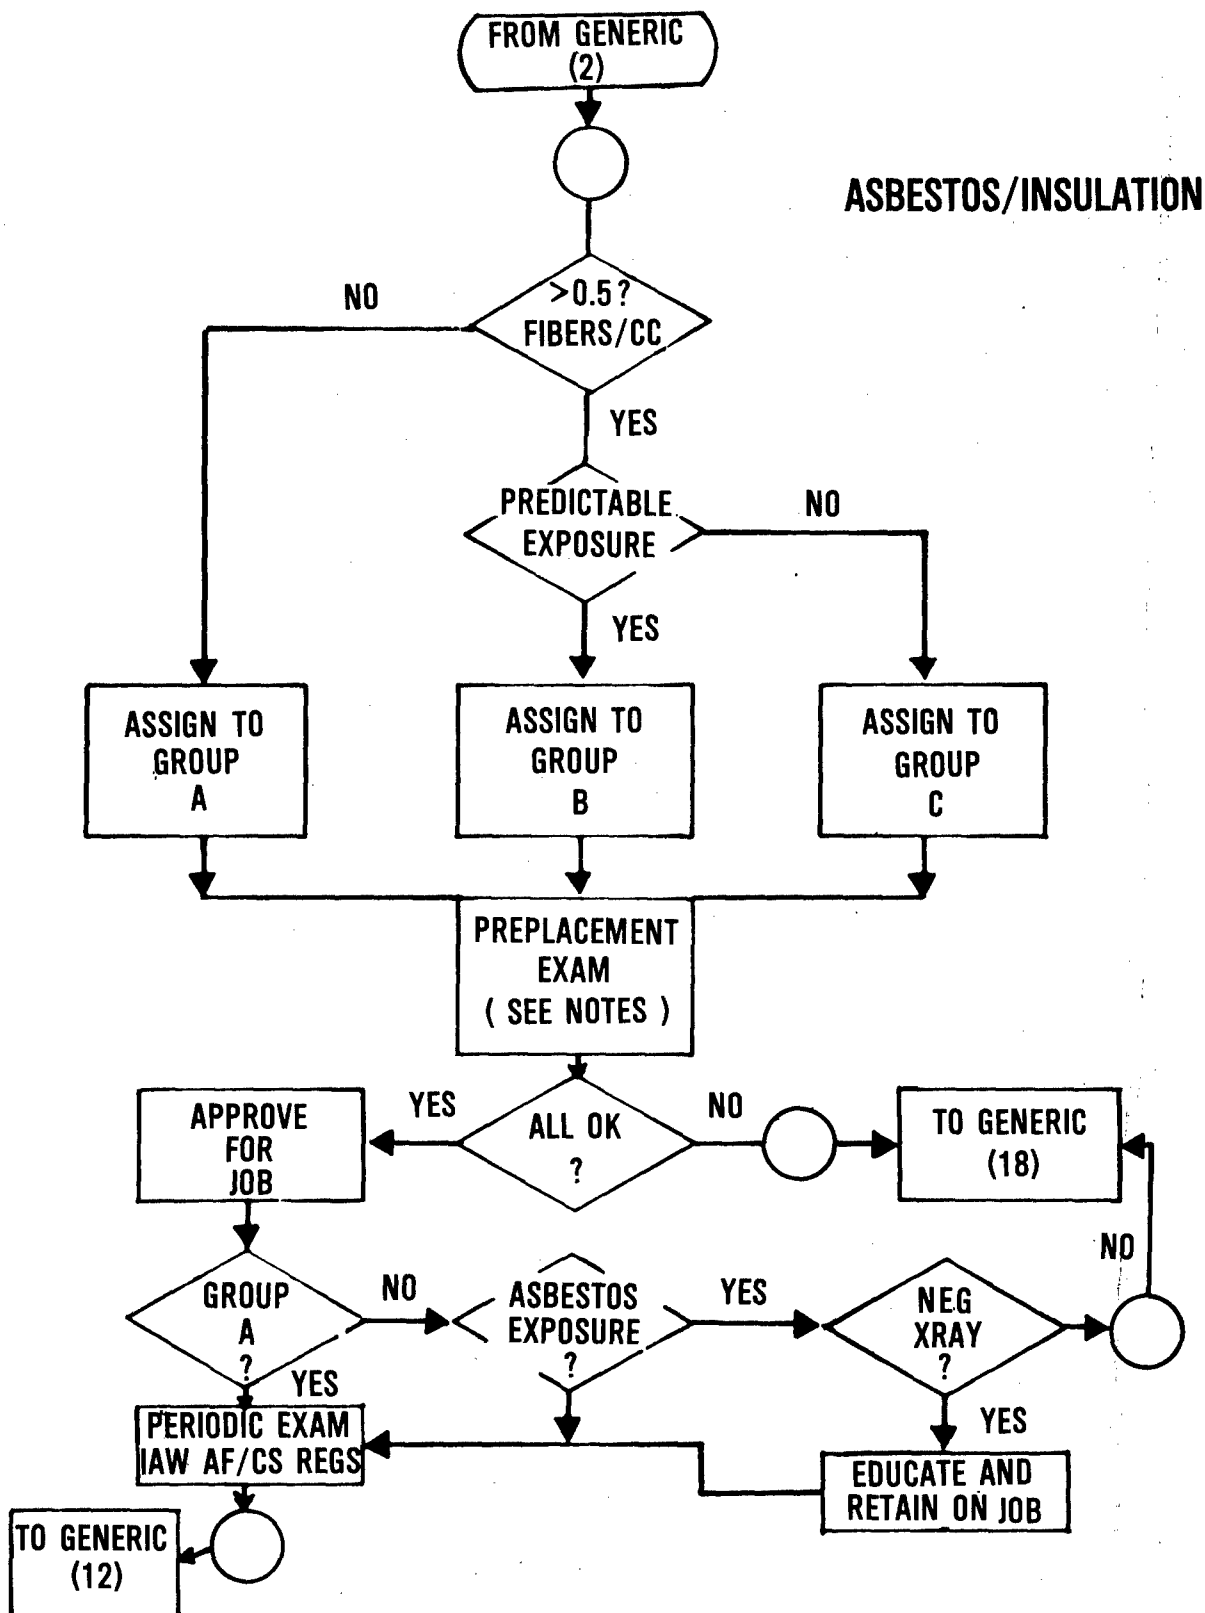 FROM GENERIC
(2)
ASBESTOS/INSULATION
>0.5?
FIBERS/CC
NO
YES
PREDICTABLE
EXPOSURE
NO
YES
ASSIGN TO
GROUP
A
ASSIGN TO
GROUP
B
ASSIGN TO
GROUP
C
PREPLACEMENT
EXAM
( SEE NOTES )
ALL OK
?
YES
NO
APPROVE
FOR
JOB
TO GENERIC
(18)
GROUP
A
?
NO
YES
ASBESTOS
EXPOSURE
?
YES
NEG
XRAY
?
NO
YES
PERIODIC EXAM
IAW AF/CS REGS
EDUCATE AND
RETAIN ON JOB
TO GENERIC
(12)